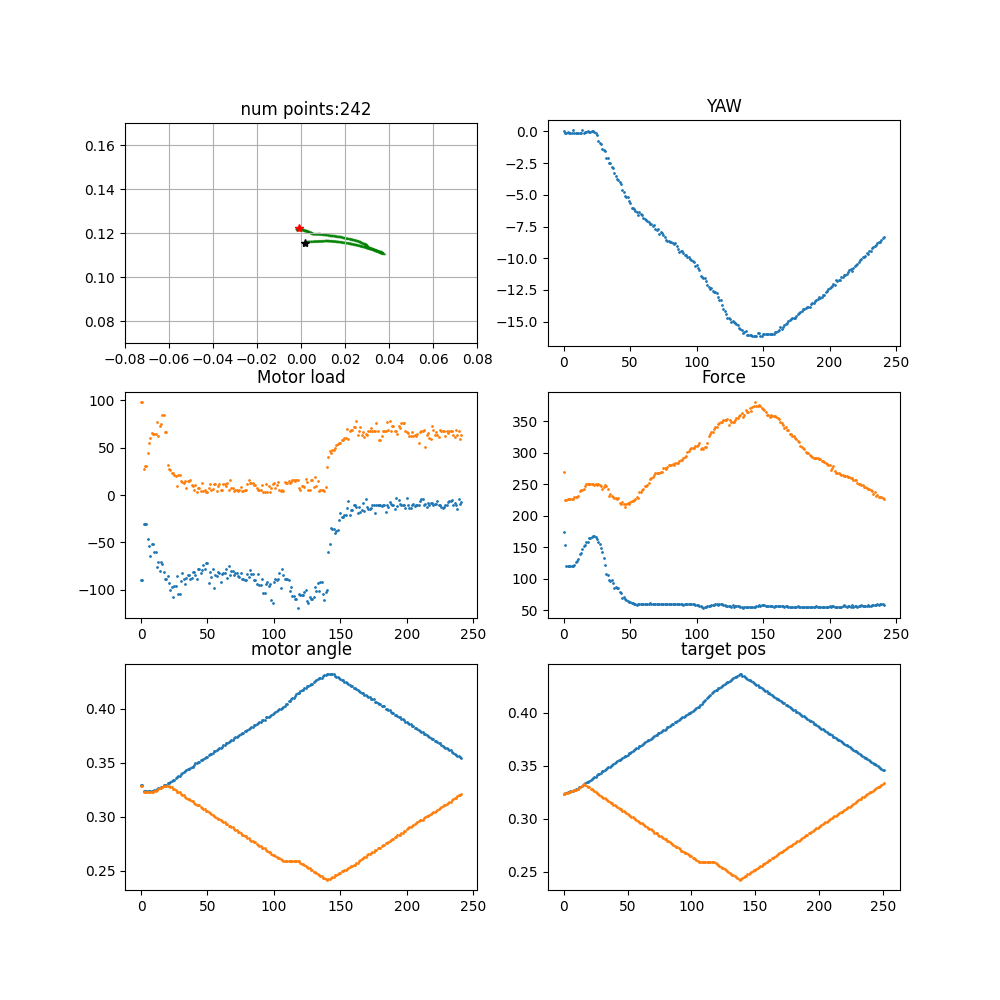 num points:242
0.16
0.14
0.12
0.10
0.08
−0.08 −0.06 −0.04 −0.02 0.00 0.02 0.04 0.06 0.08
YAW
0.0
−2.5
−5.0
−7.5
−10.0
−12.5
−15.0
0 50 100 150 200 250
Motor load
100
50
0
−50
−100
0 50 100 150 200 250
Force
350
300
250
200
150
100
50
0 50 100 150 200 250
motor angle
0.40
0.35
0.30
0.25
0 50 100 150 200 250
target pos
0.40
0.35
0.30
0.25
0 50 100 150 200 250